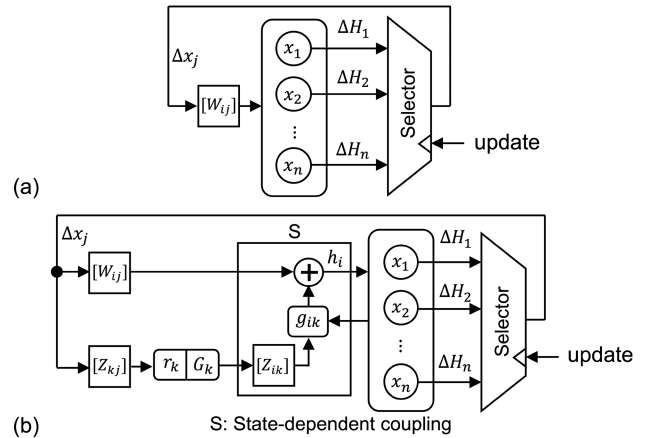 Δx_j
[W_ij]
x_1
x_2
⋮
x_n
ΔH_1
ΔH_2
ΔH_n
Selector
update
(a)
Δx_j
[W_ij]
[Z_kj]
r_k G_k
S
h_i
g_ik
[Z_ik]
x_1
x_2
⋮
x_n
ΔH_1
ΔH_2
ΔH_n
Selector
update
(b)
S: State-dependent coupling